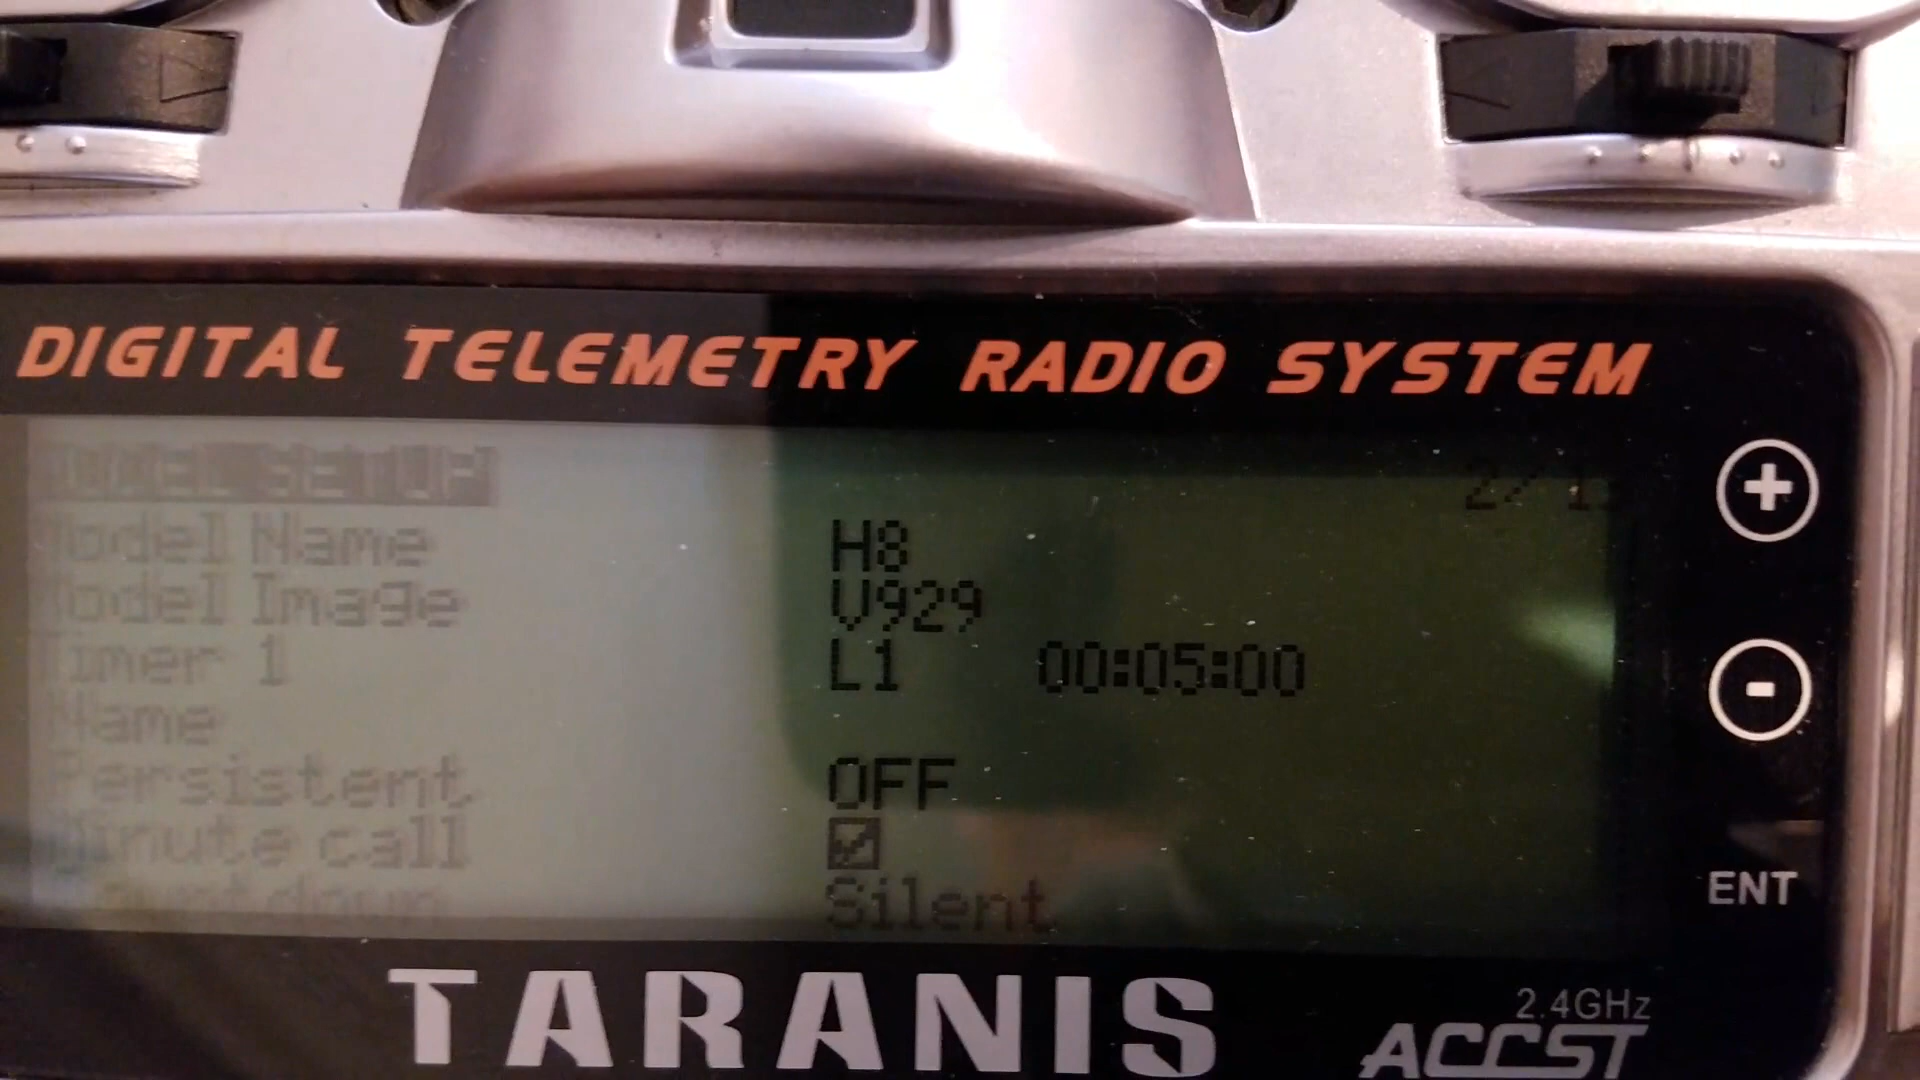 DIGITAL TELEMETRY RADIO SYSTEM
MODEL SETUP
Model Name H8
Model Image V929
Timer 1 L1 00:05:00
Name
Persistent OFF
Minute call
Countdown Silent
ENT
TARANIS
2.4GHz
ACCST